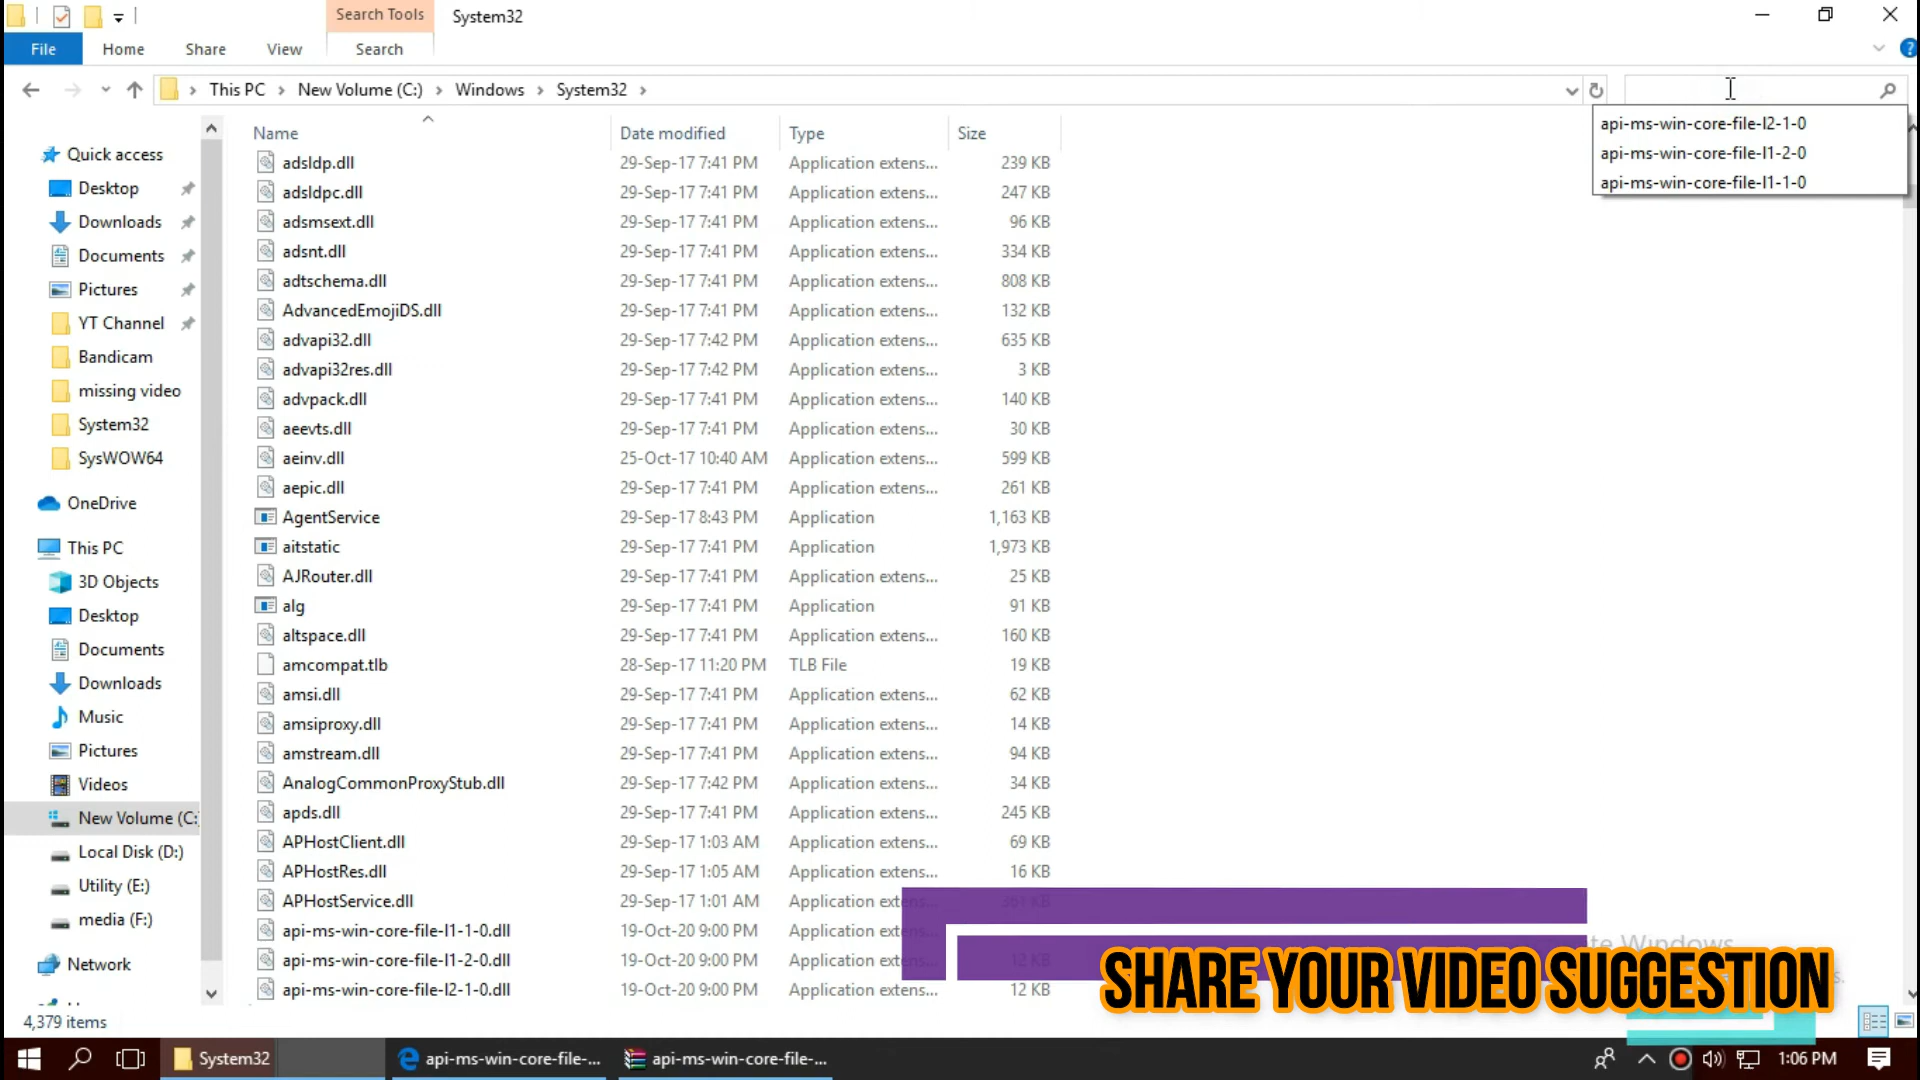 Search Tools System32
File Home Share View Search
This PC New Volume (C:) Windows System32
api-ms-win-core-file-l2-1-0
api-ms-win-core-file-l1-2-0
api-ms-win-core-file-l1-1-0
Quick access
Desktop
Downloads
Documents
Pictures
YT Channel
Bandicam
missing video
System32
SysWOW64
OneDrive
This PC
3D Objects
Desktop
Documents
Downloads
Music
Pictures
Videos
New Volume (C:
Local Disk (D:)
Utility (E:)
media (F:)
Network
Name Date modified Type Size
adsldp.dll 29-Sep-17 7:41 PM Application extens... 239 KB
adsldpc.dll 29-Sep-17 7:41 PM Application extens... 247 KB
adsmsext.dll 29-Sep-17 7:41 PM Application extens... 96 KB
adsnt.dll 29-Sep-17 7:41 PM Application extens... 334 KB
adtschema.dll 29-Sep-17 7:41 PM Application extens... 808 KB
AdvancedEmojiDS.dll 29-Sep-17 7:41 PM Application extens... 132 KB
advapi32.dll 29-Sep-17 7:42 PM Application extens... 635 KB
advapi32res.dll 29-Sep-17 7:42 PM Application extens... 3 KB
advpack.dll 29-Sep-17 7:41 PM Application extens... 140 KB
aeevts.dll 29-Sep-17 7:41 PM Application extens... 30 KB
aeinv.dll 25-Oct-17 10:40 AM Application extens... 599 KB
aepic.dll 29-Sep-17 7:41 PM Application extens... 261 KB
AgentService 29-Sep-17 8:43 PM Application 1,163 KB
aitstatic 29-Sep-17 7:41 PM Application 1,973 KB
AJRouter.dll 29-Sep-17 7:41 PM Application extens... 25 KB
alg 29-Sep-17 7:41 PM Application 91 KB
altspace.dll 29-Sep-17 7:41 PM Application extens... 160 KB
amcompat.tlb 28-Sep-17 11:20 PM TLB File 19 KB
amsi.dll 29-Sep-17 7:41 PM Application extens... 62 KB
amsiproxy.dll 29-Sep-17 7:41 PM Application extens... 14 KB
amstream.dll 29-Sep-17 7:41 PM Application extens... 94 KB
AnalogCommonProxyStub.dll 29-Sep-17 7:42 PM Application extens... 34 KB
apds.dll 29-Sep-17 7:41 PM Application extens... 245 KB
APHostClient.dll 29-Sep-17 1:03 AM Application extens... 69 KB
APHostRes.dll 29-Sep-17 1:05 AM Application extens... 16 KB
APHostService.dll 29-Sep-17 1:01 AM Application exte
api-ms-win-core-file-l1-1-0.dll 19-Oct-20 9:00 PM Application exte
api-ms-win-core-file-l1-2-0.dll 19-Oct-20 9:00 PM Application exte 12 KB
api-ms-win-core-file-l2-1-0.dll 19-Oct-20 9:00 PM Application extens... 12 KB
te Windows
SHARE YOUR VIDEO SUGGESTION
4,379 items
System32 api-ms-win-core-file-... api-ms-win-core-file-... 1:06 PM